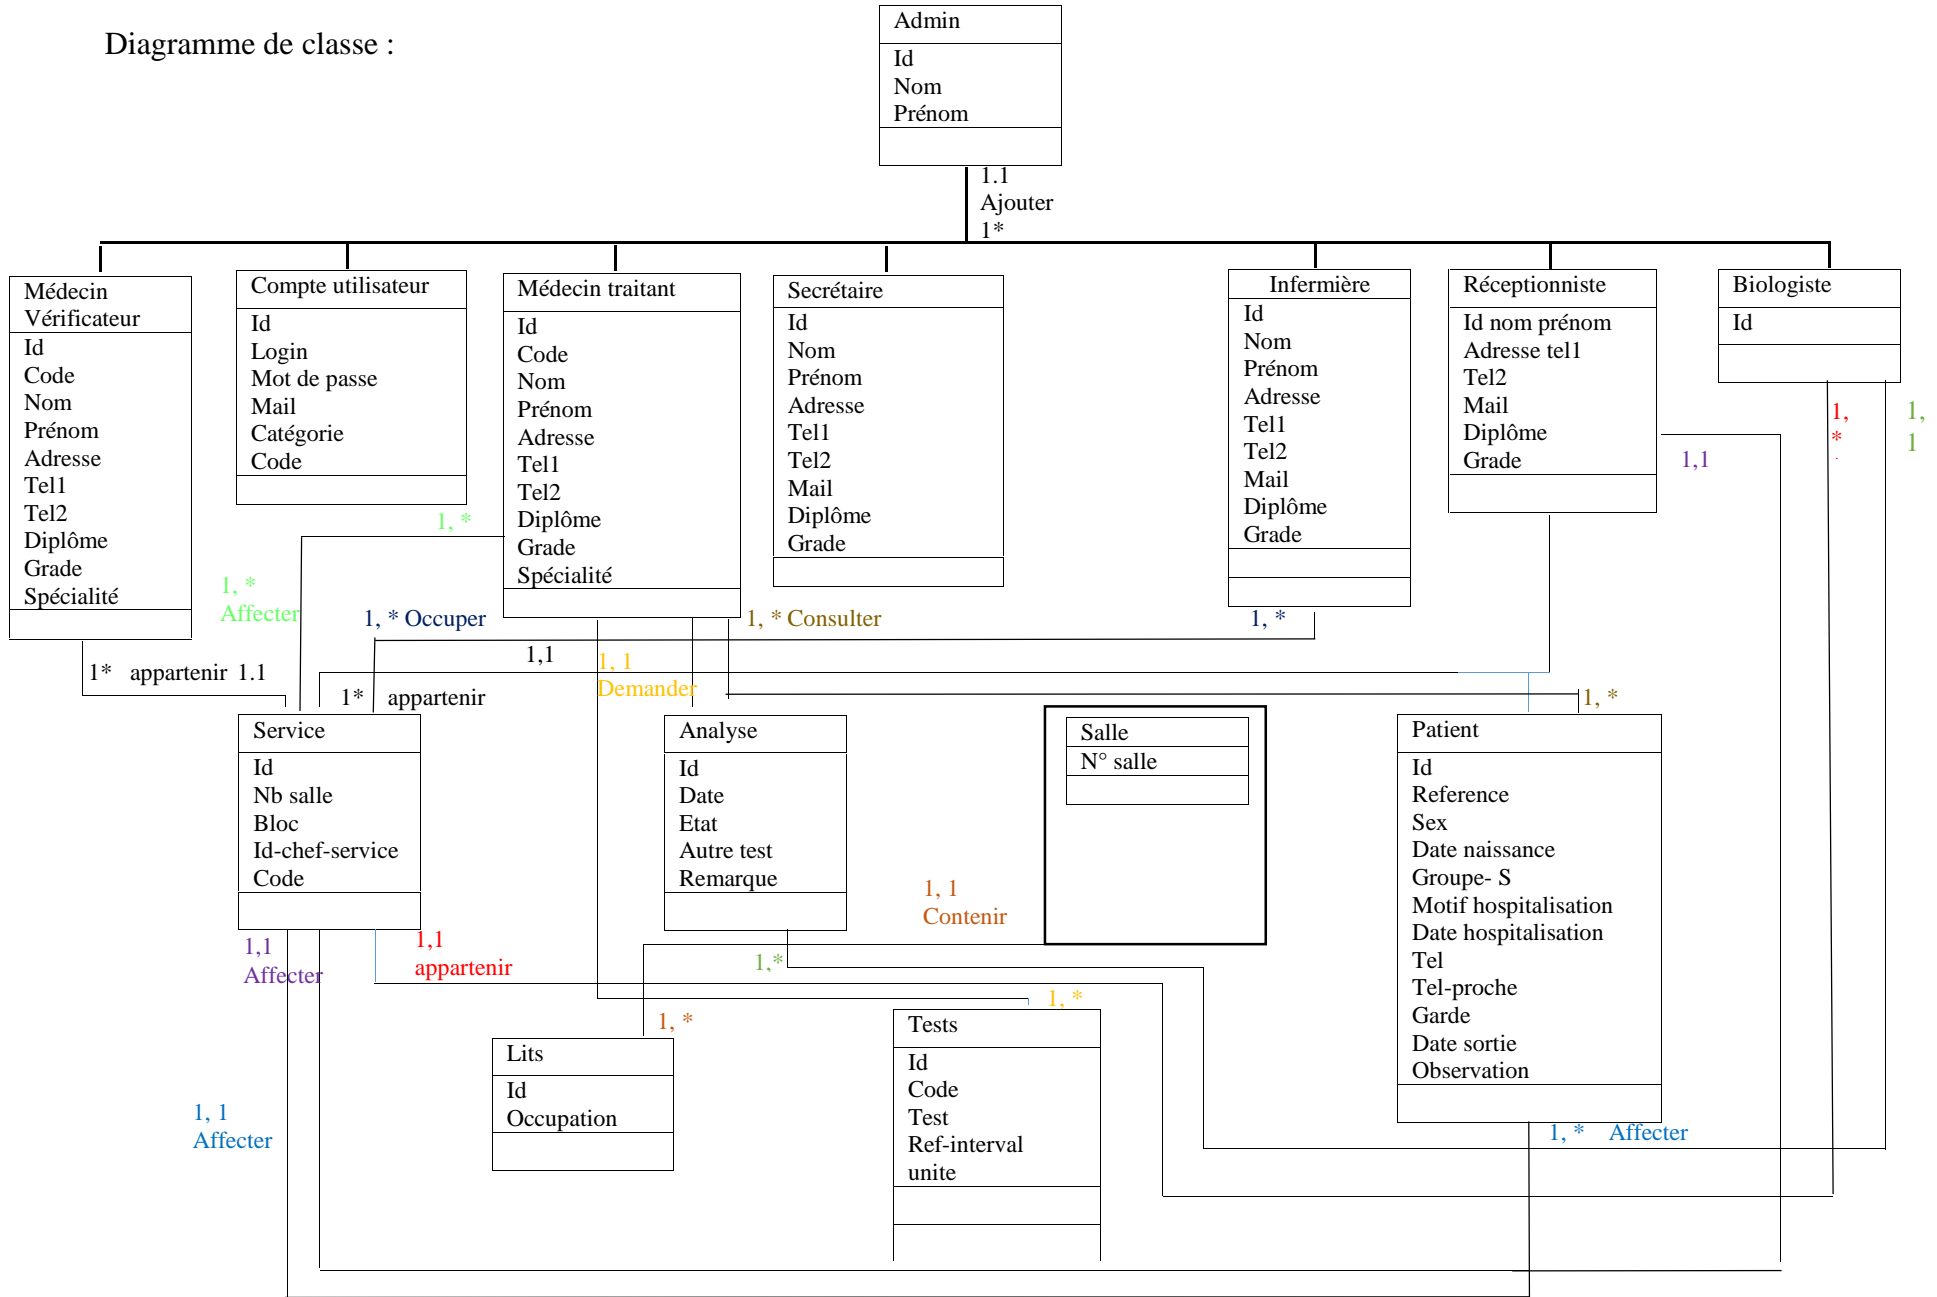 Diagramme de classe :
Admin
Id
Nom
Prénom
1.1
Ajouter
1*
Médecin
Vérificateur
Id
Code
Nom
Prénom
Adresse
Tel1
Tel2
Diplôme
Grade
Spécialité
Compte utilisateur
Id
Login
Mot de passe
Mail
Catégorie
Code
Médecin traitant
Id
Code
Nom
Prénom
Adresse
Tel1
Tel2
Diplôme
Grade
Spécialité
Secrétaire
Id
Nom
Prénom
Adresse
Tel1
Tel2
Mail
Diplôme
Grade
Infermière
Id
Nom
Prénom
Adresse
Tel1
Tel2
Mail
Diplôme
Grade
Réceptionniste
Id nom prénom
Adresse tel1
Tel2
Mail
Diplôme
Grade
Biologiste
Id
1,
*
1,
1
1,1
1, *
1, *
Affecter
1, * Occuper
1, * Consulter
1, *
1* appartenir 1.1
1,1
1, 1
Demander
1* appartenir
1, *
Service
Id
Nb salle
Bloc
Id-chef-service
Code
Analyse
Id
Date
Etat
Autre test
Remarque
Salle
N° salle
Patient
Id
Reference
Sex
Date naissance
Groupe- S
Motif hospitalisation
Date hospitalisation
Tel
Tel-proche
Garde
Date sortie
Observation
1, 1
Contenir
1,1
Affecter
1,1
appartenir
1,*
1, *
1, *
Lits
Id
Occupation
Tests
Id
Code
Test
Ref-interval
unite
1, 1
Affecter
1, * Affecter